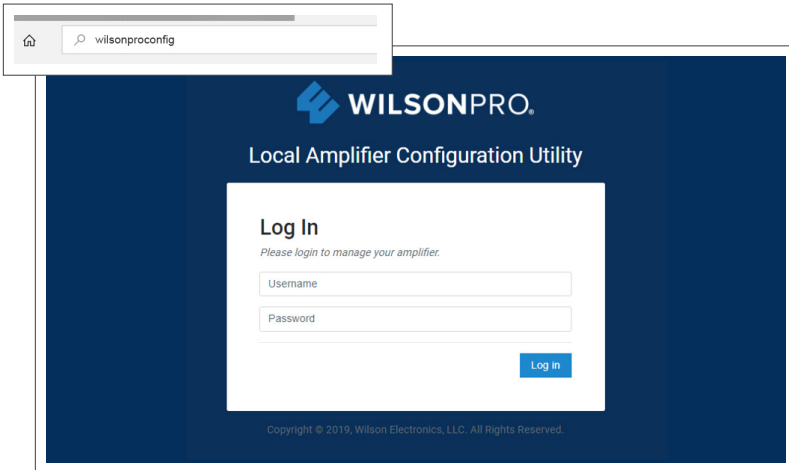 wilsonproconfig
WILSONPRO®
Local Amplifier Configuration Utility
Log In
Please login to manage your amplifier.
Username
Password
Log in
Copyright © 2019, Wilson Electronics, LLC. All Rights Reserved.